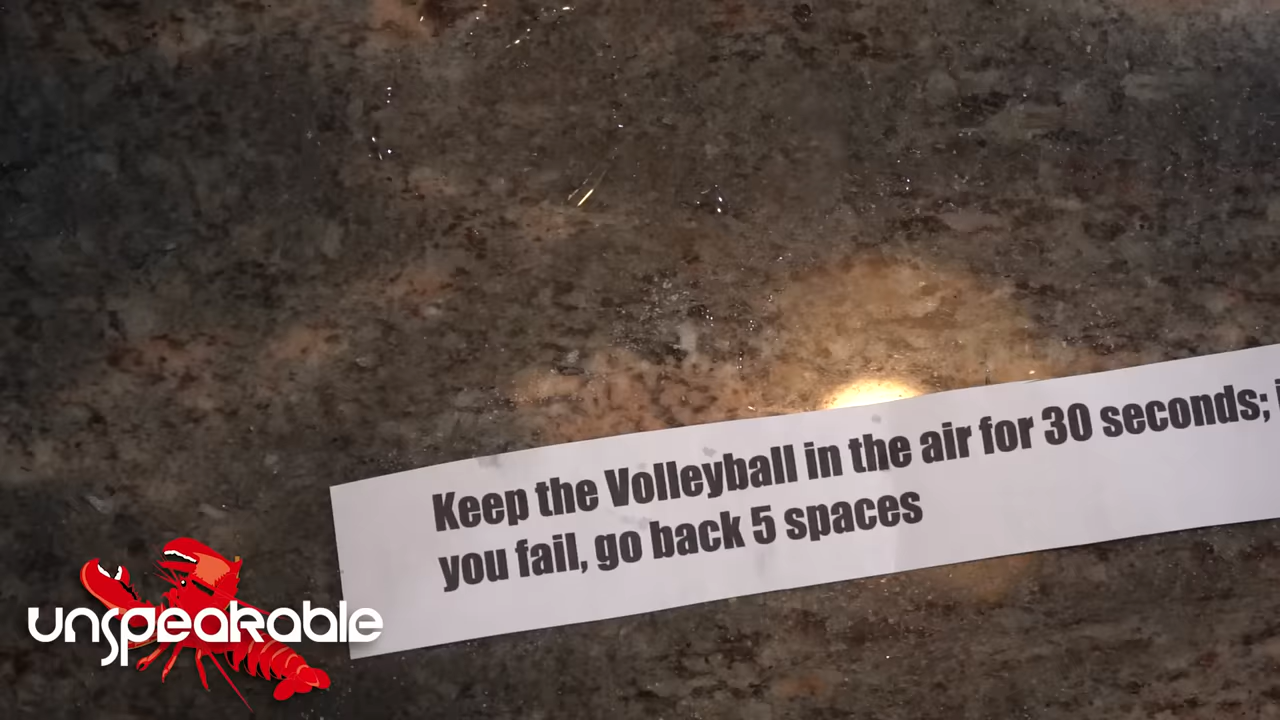 Keep the Volleyball in the air for 30 seconds;
you fail, go back 5 spaces
unspeakable